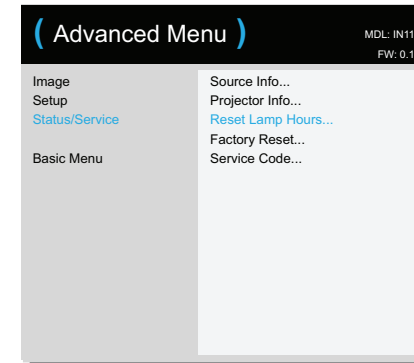 ( Advanced Menu )
MDL: IN11
FW: 0.1
Image
Setup
Status/Service
Basic Menu
Source Info...
Projector Info...
Reset Lamp Hours...
Factory Reset...
Service Code...